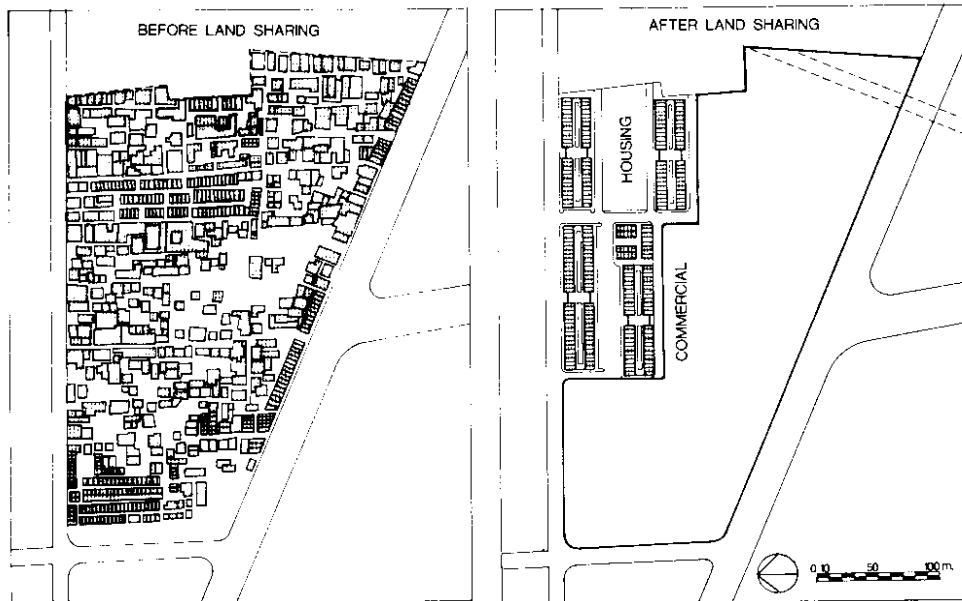 BEFORE LAND SHARING
AFTER LAND SHARING
HOUSING
COMMERCIAL
0 10 50 100 m.